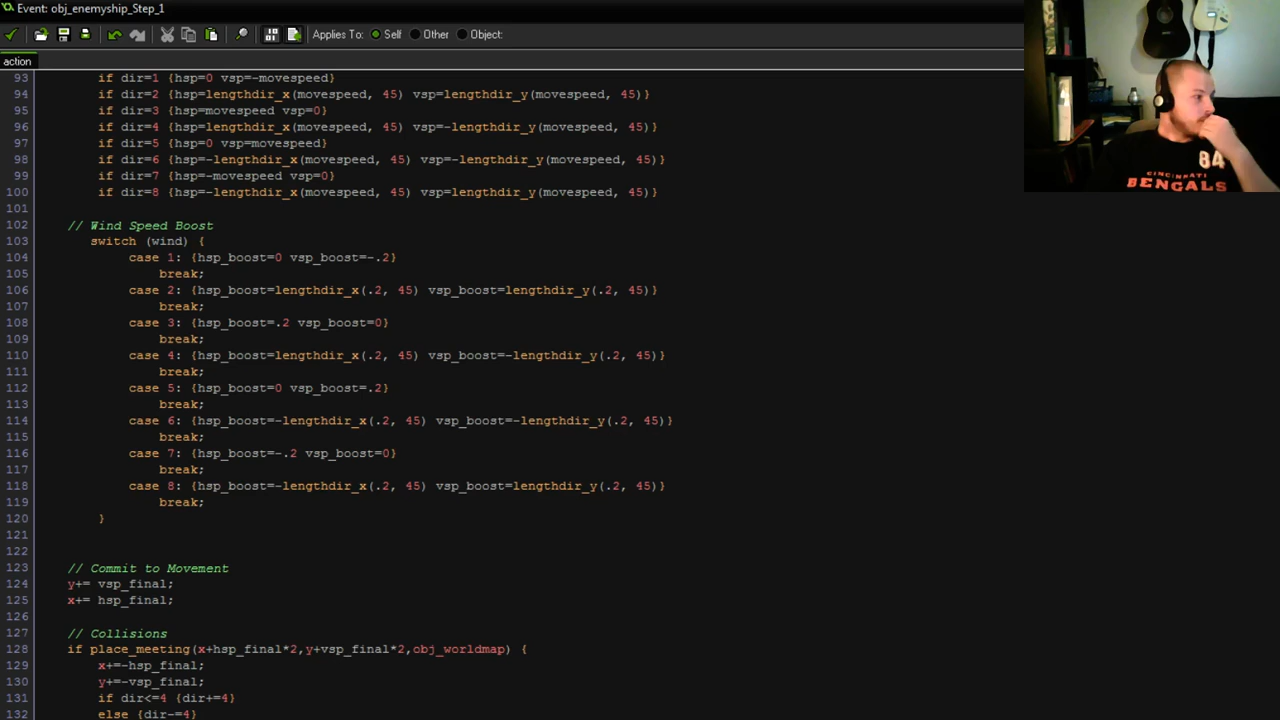 Event: obj_enemyship_Step_1
Applies To: Self Other Object:
action
93 if dir=1 {hsp=0 vsp=-movespeed}
94 if dir=2 {hsp=lengthdir_x(movespeed, 45) vsp=lengthdir_y(movespeed, 45)}
95 if dir=3 {hsp=movespeed vsp=0}
96 if dir=4 {hsp=lengthdir_x(movespeed, 45) vsp=-lengthdir_y(movespeed, 45)}
97 if dir=5 {hsp=0 vsp=movespeed}
98 if dir=6 {hsp=-lengthdir_x(movespeed, 45) vsp=-lengthdir_y(movespeed, 45)}
99 if dir=7 {hsp=-movespeed vsp=0}
100 if dir=8 {hsp=-lengthdir_x(movespeed, 45) vsp=lengthdir_y(movespeed, 45)}
101
102 // Wind Speed Boost
103 switch (wind) {
104 case 1: {hsp_boost=0 vsp_boost=-.2}
105 break;
106 case 2: {hsp_boost=lengthdir_x(.2, 45) vsp_boost=lengthdir_y(.2, 45)}
107 break;
108 case 3: {hsp_boost=.2 vsp_boost=0}
109 break;
110 case 4: {hsp_boost=lengthdir_x(.2, 45) vsp_boost=-lengthdir_y(.2, 45)}
111 break;
112 case 5: {hsp_boost=0 vsp_boost=.2}
113 break;
114 case 6: {hsp_boost=-lengthdir_x(.2, 45) vsp_boost=-lengthdir_y(.2, 45)}
115 break;
116 case 7: {hsp_boost=-.2 vsp_boost=0}
117 break;
118 case 8: {hsp_boost=-lengthdir_x(.2, 45) vsp_boost=lengthdir_y(.2, 45)}
119 break;
120 }
121
122
123 // Commit to Movement
124 y+= vsp_final;
125 x+= hsp_final;
126
127 // Collisions
128 if place_meeting(x+hsp_final*2,y+vsp_final*2,obj_worldmap) {
129 x+=-hsp_final;
130 y+=-vsp_final;
131 if dir<=4 {dir+=4}
132 else {dir-=4}
84
CINCINNATI
BENGALS